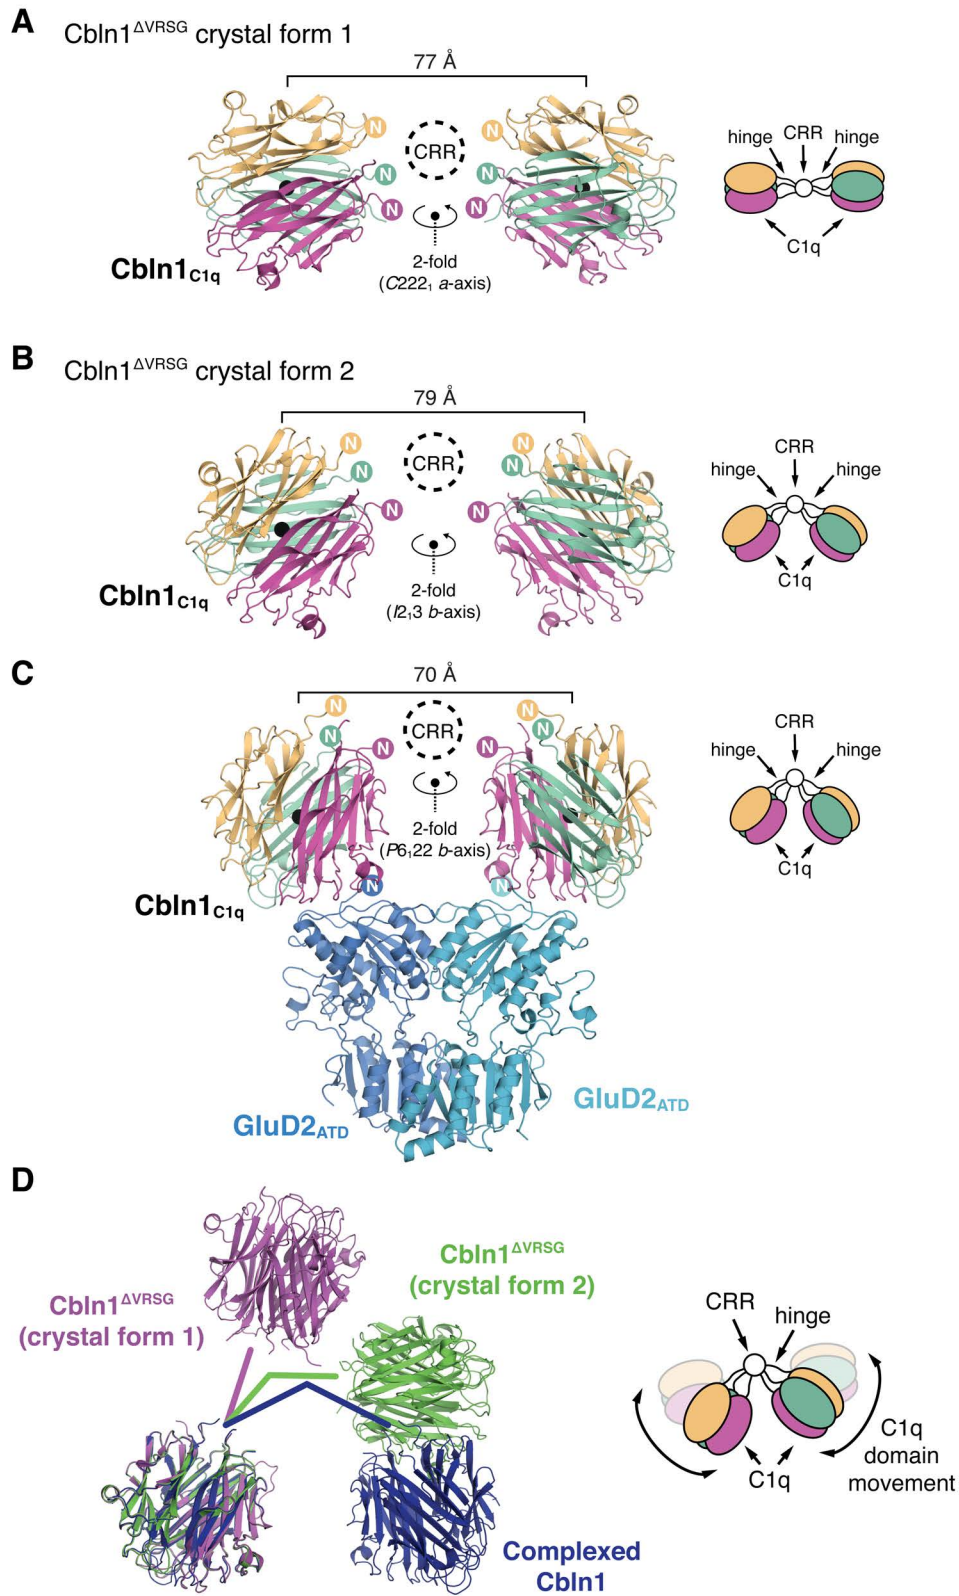 A
Cbln1ΔVRSG crystal form 1
77 Å
N
N
CRR
N
N
N
N
2-fold
(C222₁ a-axis)
Cbln1C1q
hinge CRR hinge
C1q
B
Cbln1ΔVRSG crystal form 2
79 Å
N
N
CRR
N
N
N
N
2-fold
(I2₁3 b-axis)
Cbln1C1q
CRR
hinge hinge
C1q
C
70 Å
N
N
CRR
N
N
N
N
2-fold
(P6₁22 b-axis)
N
N
Cbln1C1q
CRR
hinge hinge
C1q
GluD2ATD
GluD2ATD
D
Cbln1ΔVRSG
(crystal form 1)
Cbln1ΔVRSG
(crystal form 2)
Complexed
Cbln1
CRR
hinge
C1q
C1q
domain
movement